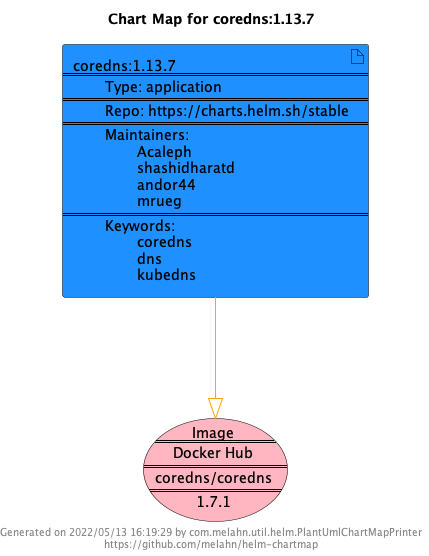 Chart Map for coredns:1.13.7
coredns:1.13.7
Type: application
Repo: https://charts.helm.sh/stable
Maintainers:
Acaleph
shashidharatd
andor44
mrueg
Keywords:
coredns
dns
kubedns
Image
Docker Hub
coredns/coredns
1.7.1
Generated on 2022/05/13 16:19:29 by com.melahn.util.helm.PlantUmlChartMapPrinter
https://github.com/melahn/helm-chartmap